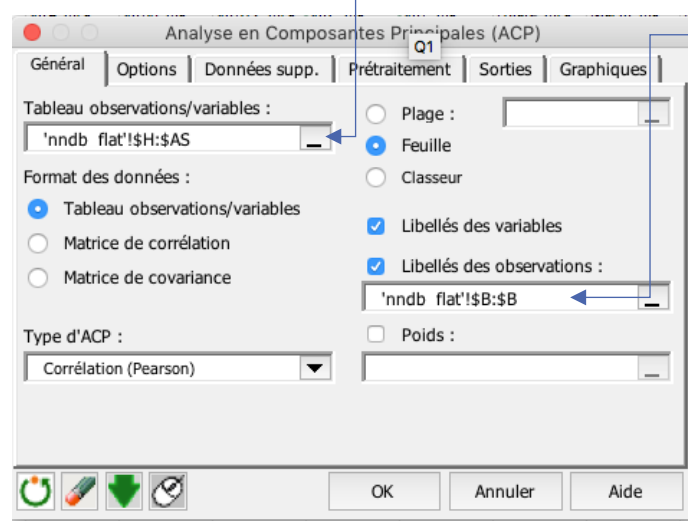 Analyse en Composantes Principales (ACP)
Q1
Général Options Données supp. Prétraitement Sorties Graphiques
Tableau observations/variables :
'nndb flat'!$H:$AS
Format des données :
Tableau observations/variables
Matrice de corrélation
Matrice de covariance
Type d'ACP :
Corrélation (Pearson)
Plage :
Feuille
Classeur
Libellés des variables
Libellés des observations :
'nndb flat'!$B:$B
Poids :
OK Annuler Aide